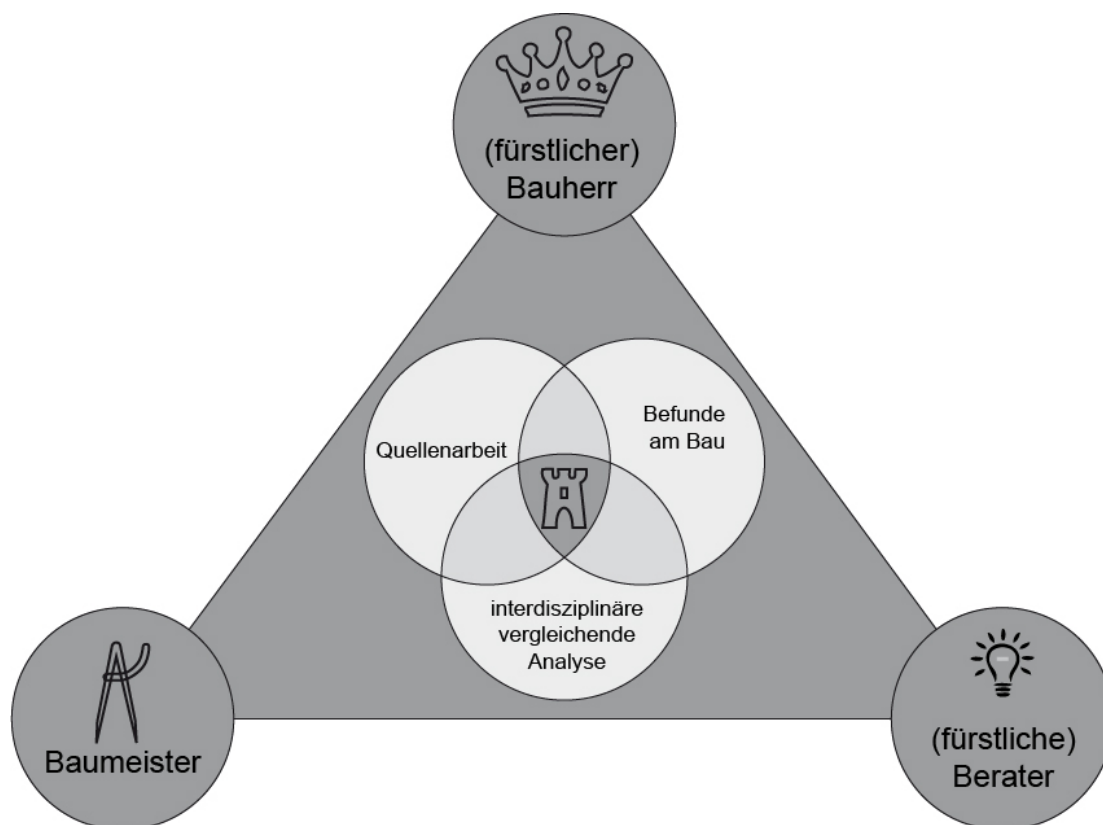 (fürstlicher)
Bauherr
Quellenarbeit
Befunde
am Bau
interdisziplinäre
vergleichende
Analyse
Baumeister
(fürstliche)
Berater